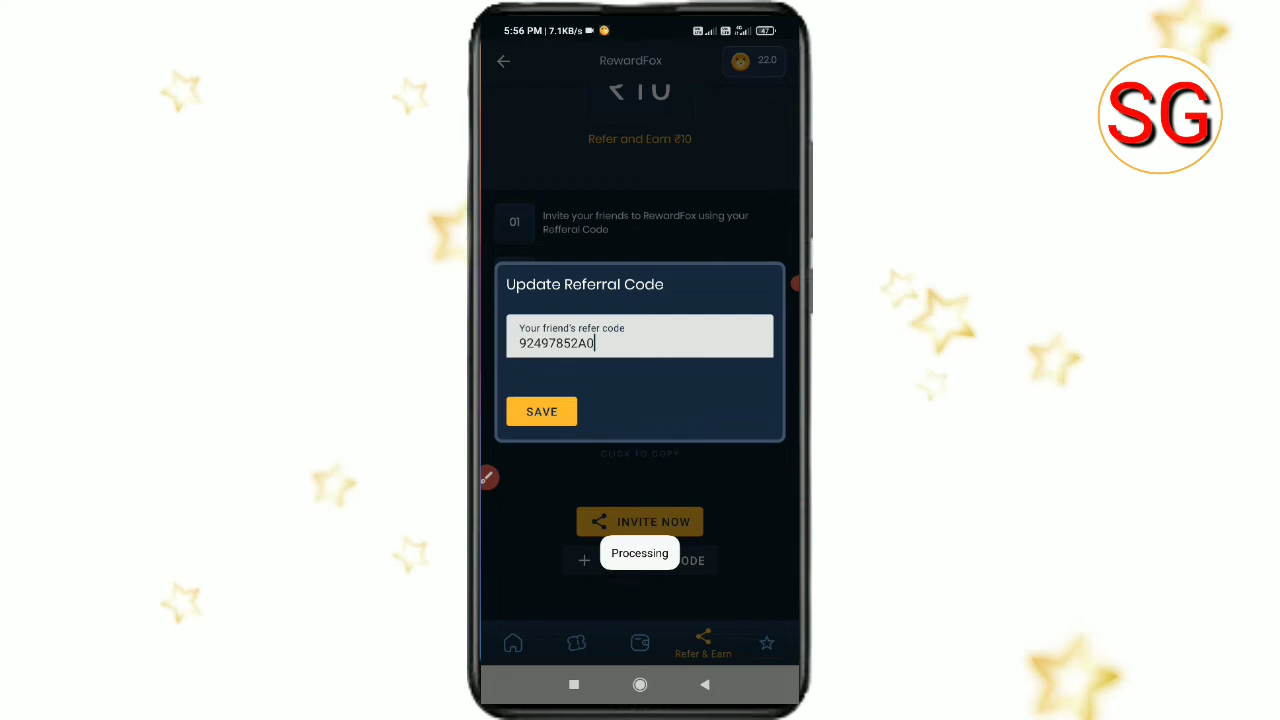 5:56 PM | 7.1KB/s
47
RewardFox
22.0
₹10
Refer and Earn ₹10
01
Invite your friends to RewardFox using your
Refferal Code
Update Referral Code
Your friend's refer code
92497852A0
SAVE
CLICK TO COPY
INVITE NOW
Processing
ODE
Refer & Earn
SG